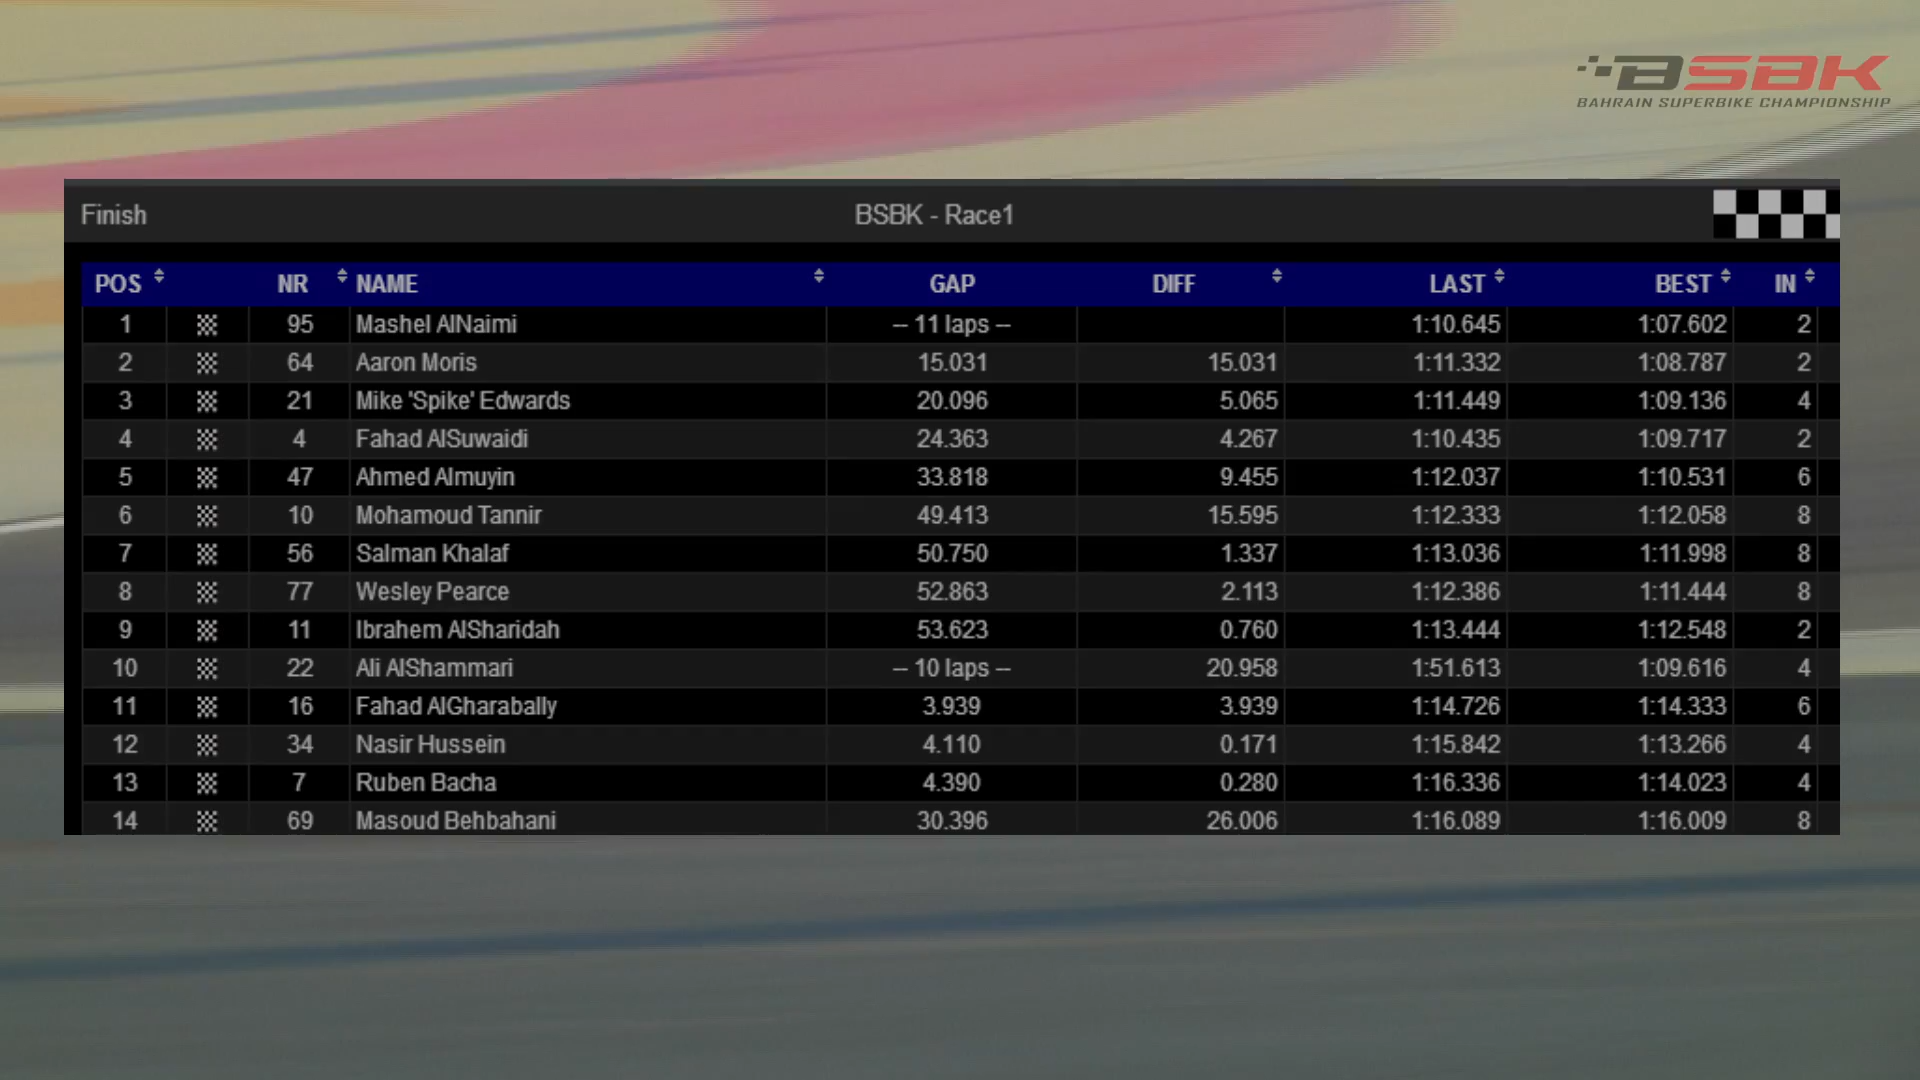 BSBK
BAHRAIN SUPERBIKE CHAMPIONSHIP
Finish BSBK - Race1
POS NR NAME GAP DIFF LAST BEST IN
1 95 Mashel AlNaimi -- 11 laps -- 1:10.645 1:07.602 2
2 64 Aaron Moris 15.031 15.031 1:11.332 1:08.787 2
3 21 Mike 'Spike' Edwards 20.096 5.065 1:11.449 1:09.136 4
4 4 Fahad AlSuwaidi 24.363 4.267 1:10.435 1:09.717 2
5 47 Ahmed Almuyin 33.818 9.455 1:12.037 1:10.531 6
6 10 Mohamoud Tannir 49.413 15.595 1:12.333 1:12.058 8
7 56 Salman Khalaf 50.750 1.337 1:13.036 1:11.998 8
8 77 Wesley Pearce 52.863 2.113 1:12.386 1:11.444 8
9 11 Ibrahem AlSharidah 53.623 0.760 1:13.444 1:12.548 2
10 22 Ali AlShammari -- 10 laps -- 20.958 1:51.613 1:09.616 4
11 16 Fahad AlGharabally 3.939 3.939 1:14.726 1:14.333 6
12 34 Nasir Hussein 4.110 0.171 1:15.842 1:13.266 4
13 7 Ruben Bacha 4.390 0.280 1:16.336 1:14.023 4
14 69 Masoud Behbahani 30.396 26.006 1:16.089 1:16.009 8